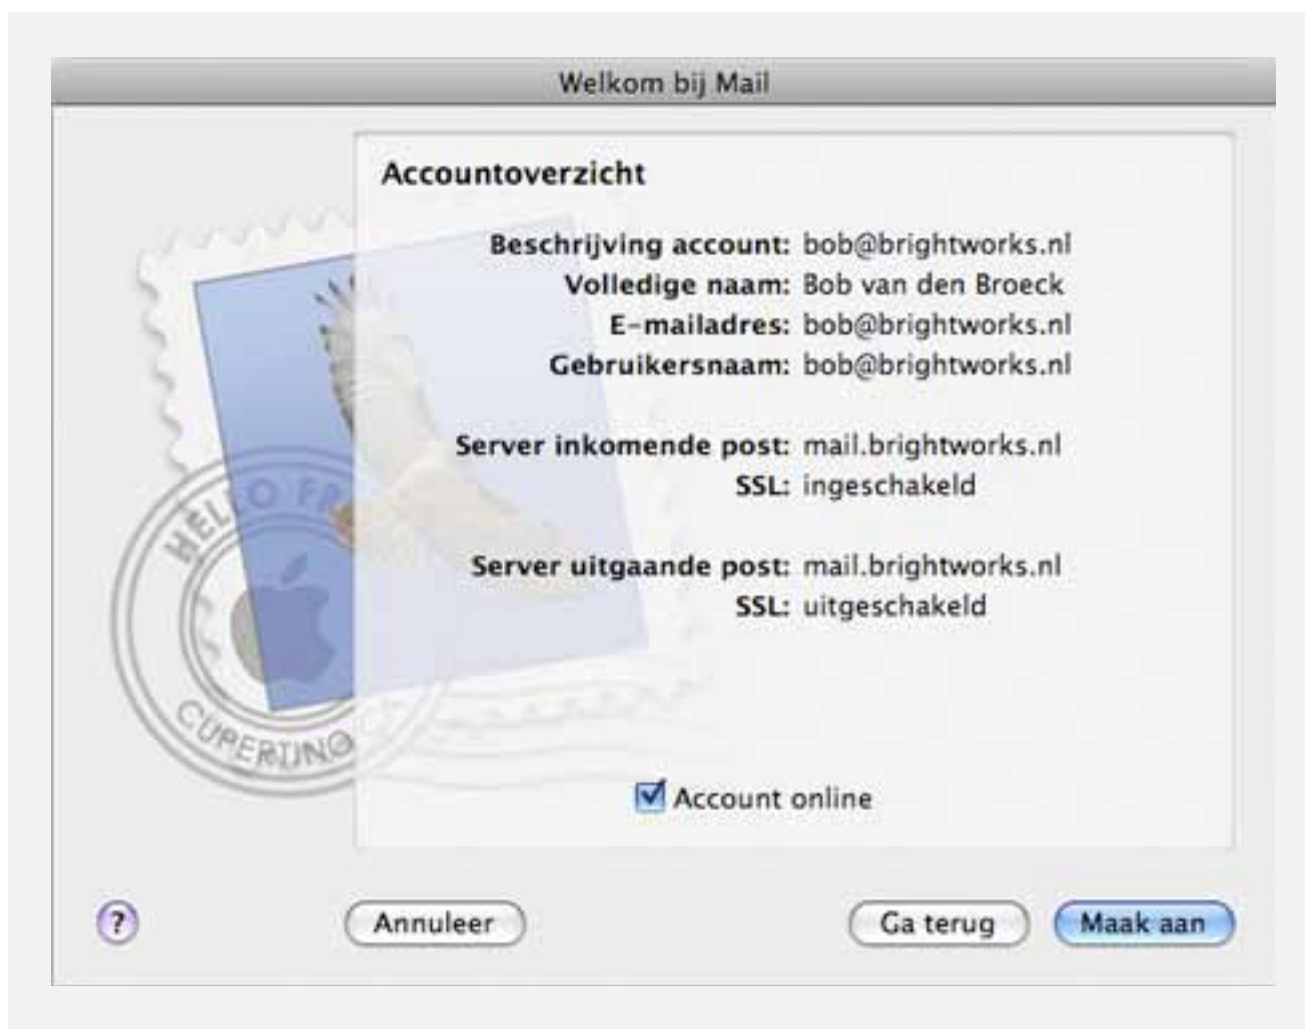 Welkom bij Mail
Accountoverzicht
Beschrijving account: bob@brightworks.nl
Volledige naam: Bob van den Broeck
E-mailadres: bob@brightworks.nl
Gebruikersnaam: bob@brightworks.nl
Server inkomende post: mail.brightworks.nl
SSL: ingeschakeld
Server uitgaande post: mail.brightworks.nl
SSL: uitgeschakeld
HELLO FR
CUPERTINO
Account online
?
Annuleer
Ga terug
Maak aan